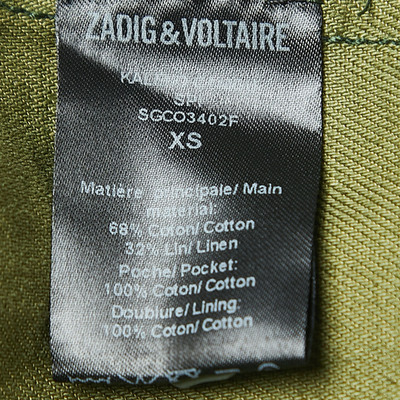 ZADIG & VOLTAIRE
SGCO3402F
XS
Matière principale/ Main
material:
68% Coton/ Cotton
32% Lin/ Linen
Poche/ Pocket:
100% Coton/ Cotton
Doublure/ Lining:
100% Coton/ Cotton